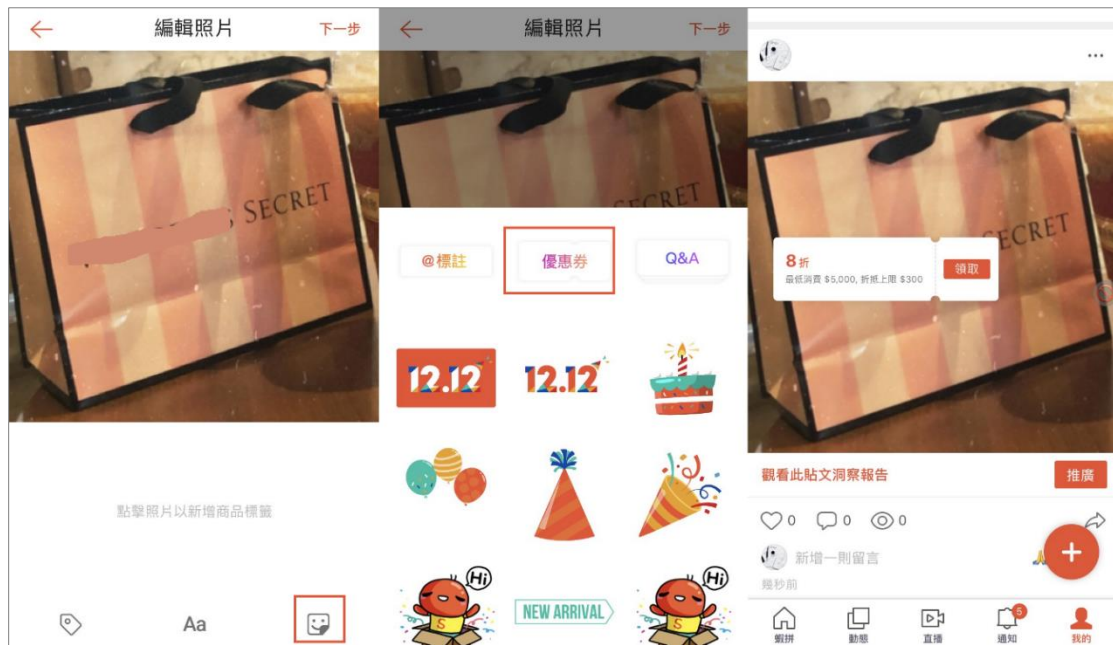 編輯照片
下一步
SECRET
點擊照片以新增商品標籤
Aa
編輯照片
下一步
CRET
@標註
優惠券
Q&A
12.12
12.12
Hi
S
NEW ARRIVAL
Hi
S
CRET
8折
最低消費 $5,000, 折抵上限 $300
領取
觀看此貼文洞察報告
推廣
0
0
0
新增一則留言
幾秒前
蝦拼
動態
直播
通知
5
我的